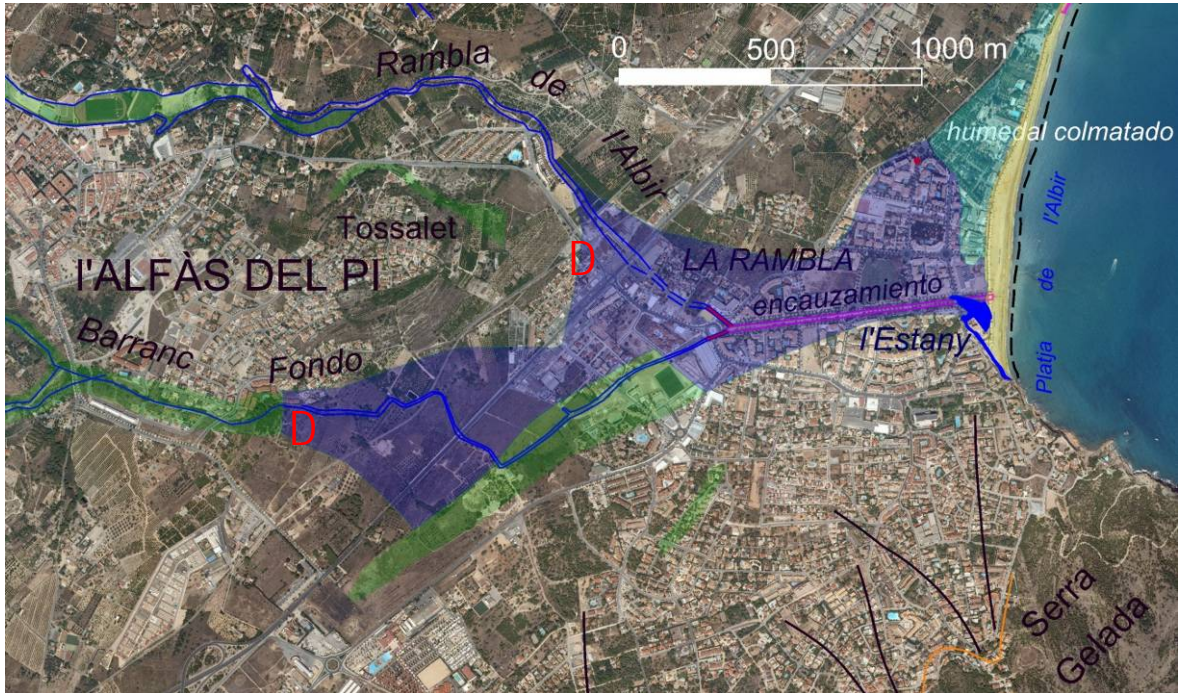 0 500 1000 m
Rambla de l'Albir
humedal colmatado
Tossalet
D
l'ALFÀS DEL PI
LA RAMBLA
encauzamiento
l'Estany
Platja de l'Albir
Barranc Fondo
D
Serra
Gelada